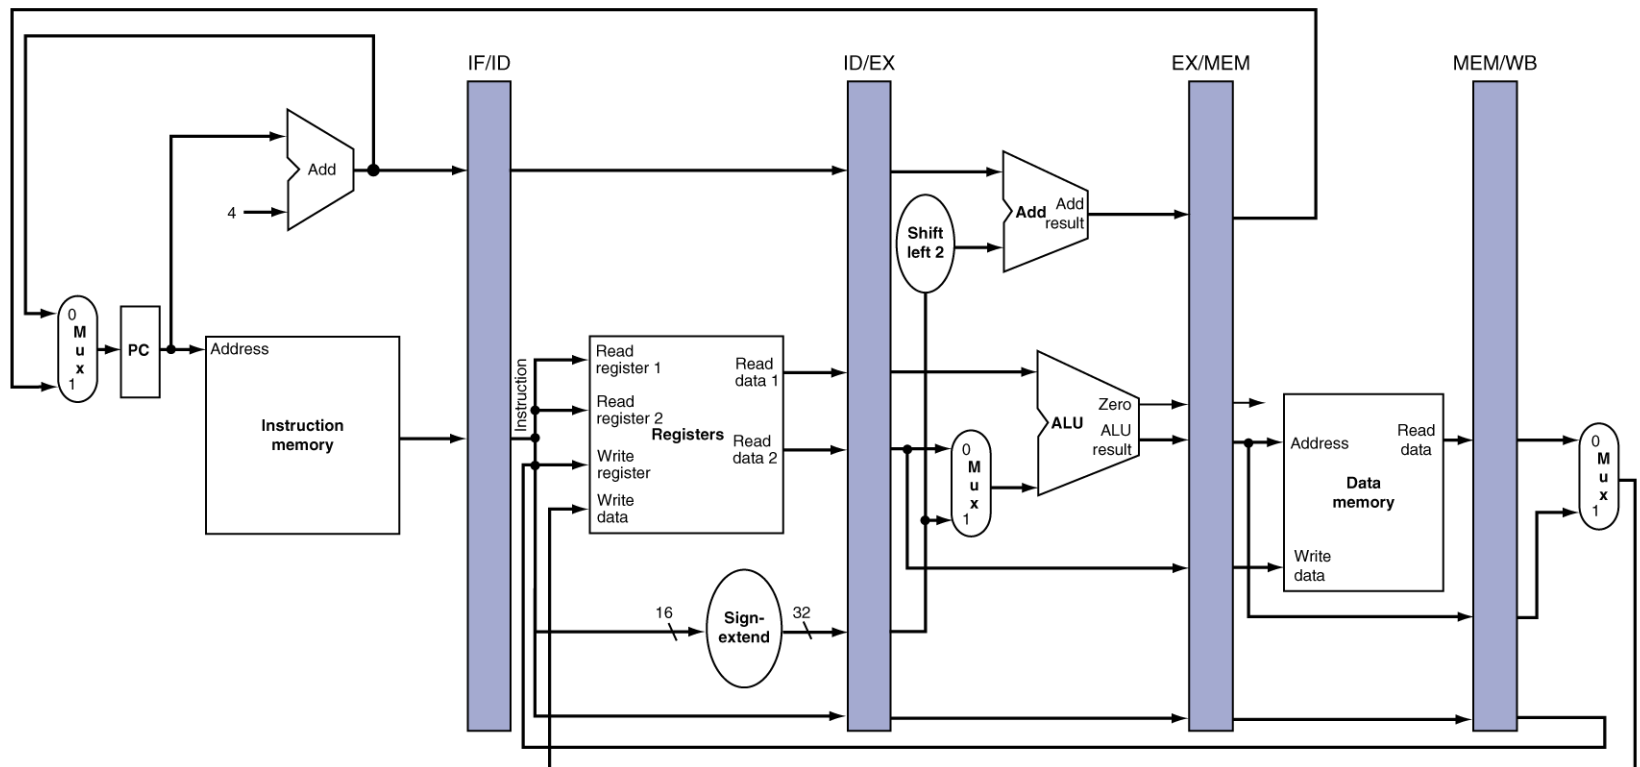 IF/ID
ID/EX
EX/MEM
MEM/WB
Add
4
Shift
left 2
Add
Add
result
0
M
u
x
1
PC
Address
Instruction
memory
Instruction
Read
register 1
Read
register 2
Write
register
Write
data
Registers
Read
data 1
Read
data 2
16
Sign-
extend
32
0
M
u
x
1
ALU
Zero
ALU
result
Address
Read
data
Data
memory
Write
data
0
M
u
x
1